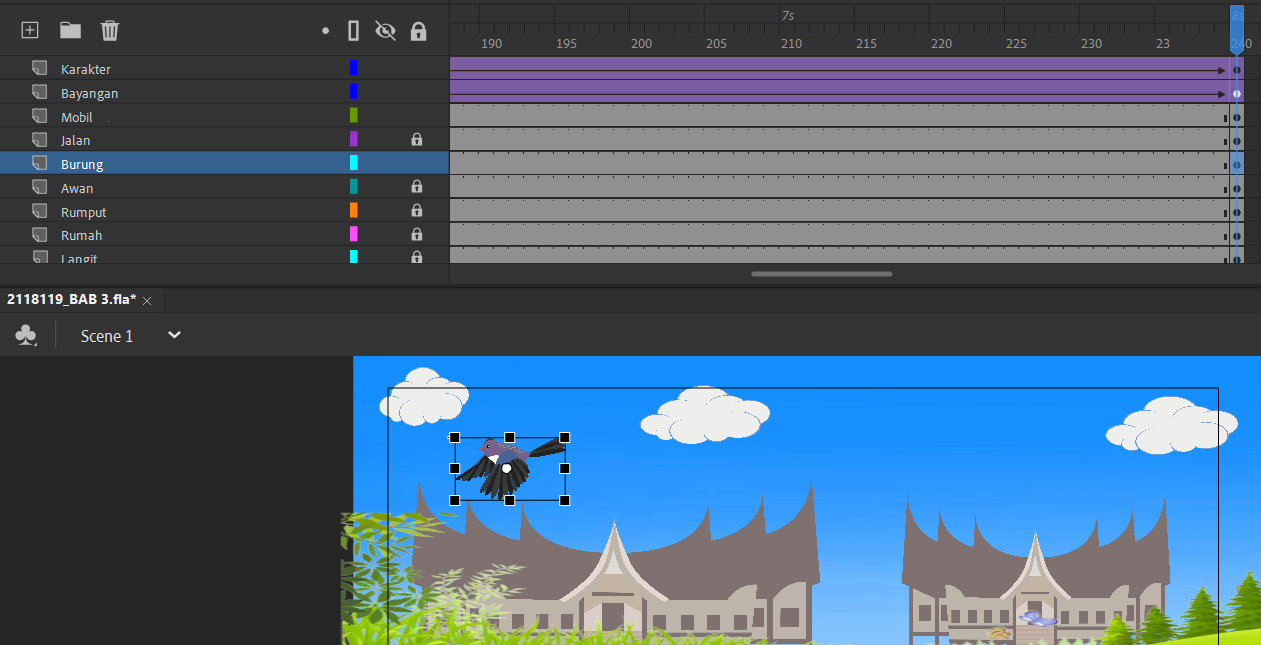 7s
8s
190 195 200 205 210 215 220 225 230 23 240
Karakter
Bayangan
Mobil
Jalan
Burung
Awan
Rumput
Rumah
Langit
2118119_BAB 3.fla* ×
Scene 1